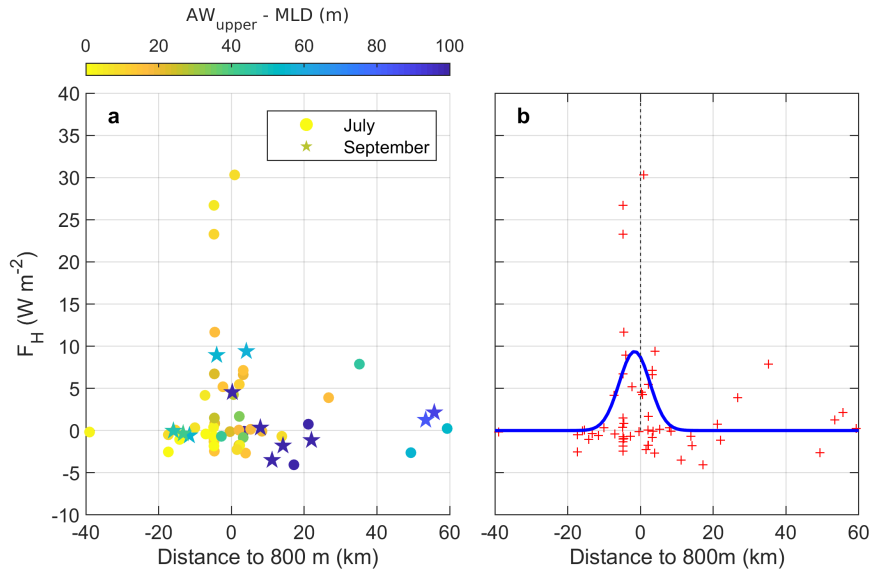 AW_upper - MLD (m)
0 20 40 60 80 100
a
July
September
b
40
35
30
25
20
15
10
5
0
-5
-10
F_H (W m^-2)
-40 -20 0 20 40 60
-40 -20 0 20 40 60
Distance to 800 m (km)
Distance to 800m (km)